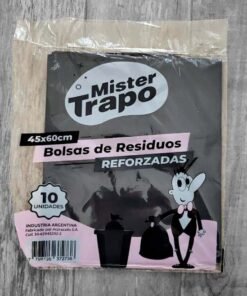 Mister
Trapo
45x60cm
Bolsas de Residuos
REFORZADAS
10
UNIDADES
INDUSTRIA ARGENTINA